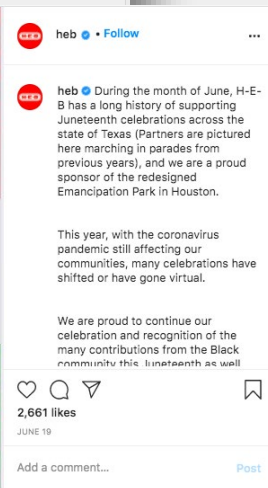 HEB
heb • Follow
HEB
heb During the month of June, H-E-
B has a long history of supporting
Juneteenth celebrations across the
state of Texas (Partners are pictured
here marching in parades from
previous years), and we are a proud
sponsor of the redesigned
Emancipation Park in Houston.
This year, with the coronavirus
pandemic still affecting our
communities, many celebrations have
shifted or have gone virtual.
We are proud to continue our
celebration and recognition of the
many contributions from the Black
community this Juneteenth as well
2,661 likes
JUNE 19
Add a comment...
Post